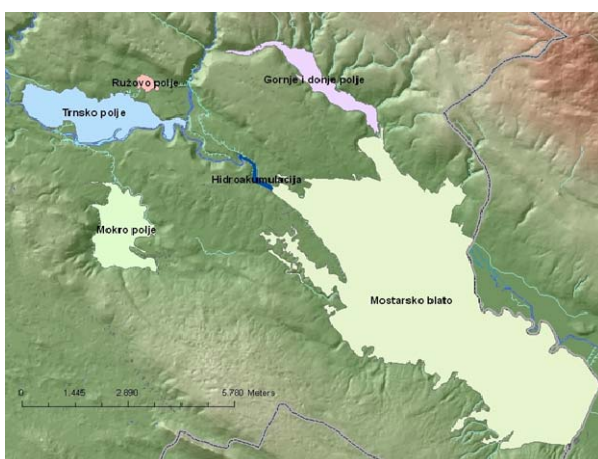 Ružovo polje
Gornje i donje polje
Trnsko polje
Hidroakumulacija
Mokro polje
Mostarsko blato
0 1.445 2.890 5.780 Meters